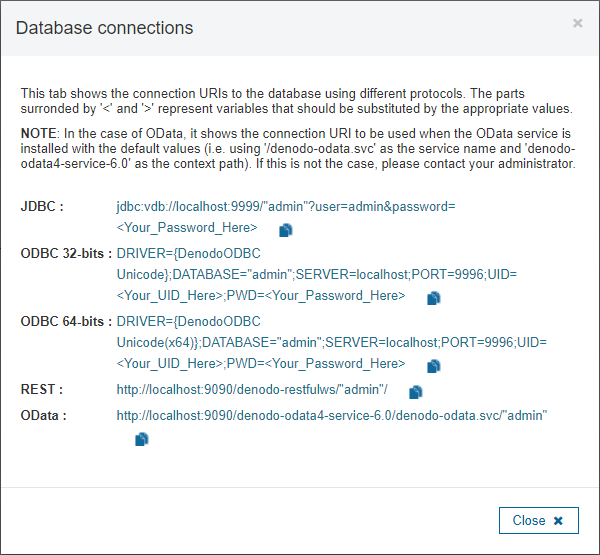 Database connections
This tab shows the connection URIs to the database using different protocols. The parts
surronded by '<' and '>' represent variables that should be substituted by the appropriate values.
NOTE: In the case of OData, it shows the connection URI to be used when the OData service is
installed with the default values (i.e. using '/denodo-odata.svc' as the service name and 'denodo-
odata4-service-6.0' as the context path). If this is not the case, please contact your administrator.
JDBC : jdbc:vdb://localhost:9999/"admin"?user=admin&password=
<Your_Password_Here>
ODBC 32-bits : DRIVER={DenodoODBC
Unicode};DATABASE="admin";SERVER=localhost;PORT=9996;UID=
<Your_UID_Here>;PWD=<Your_Password_Here>
ODBC 64-bits : DRIVER={DenodoODBC
Unicode(x64)};DATABASE="admin";SERVER=localhost;PORT=9996;UID=
<Your_UID_Here>;PWD=<Your_Password_Here>
REST : http://localhost:9090/denodo-restfulws/"admin"/
OData : http://localhost:9090/denodo-odata4-service-6.0/denodo-odata.svc/"admin"
Close